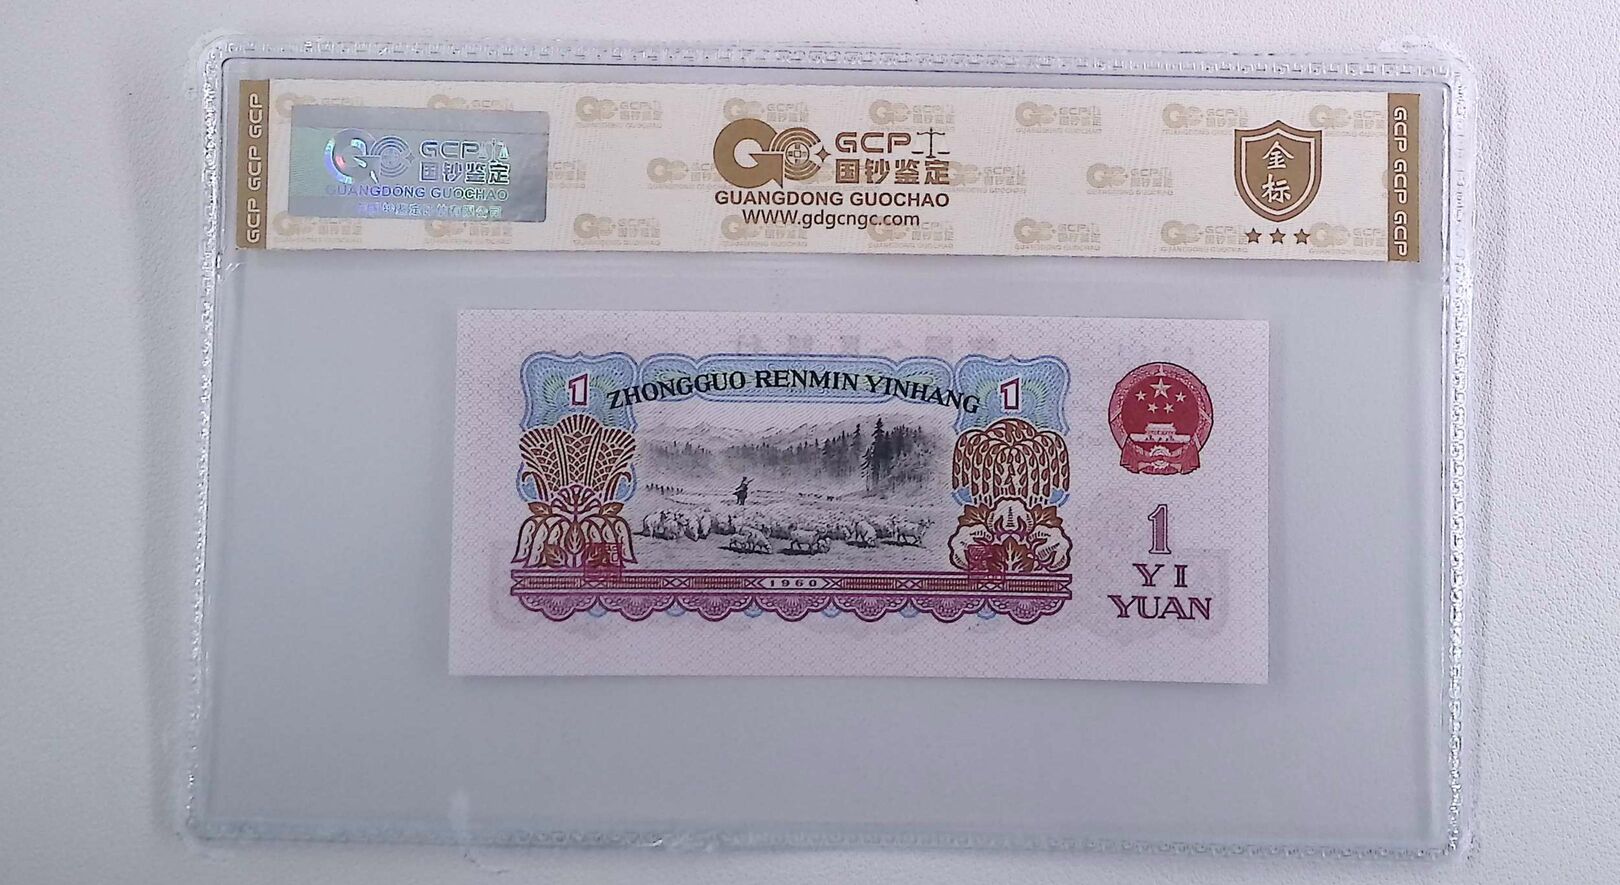 GCP GCP GCP
GCP
国钞鉴定
GUANGDONG GUOCHAO
GCP
国钞鉴定
GUANGDONG GUOCHAO
WWW.gdgcngc.com
金
标
GCP GCP GCP
1 ZHONGGUO RENMIN YINHANG 1
1960
1
YI
YUAN